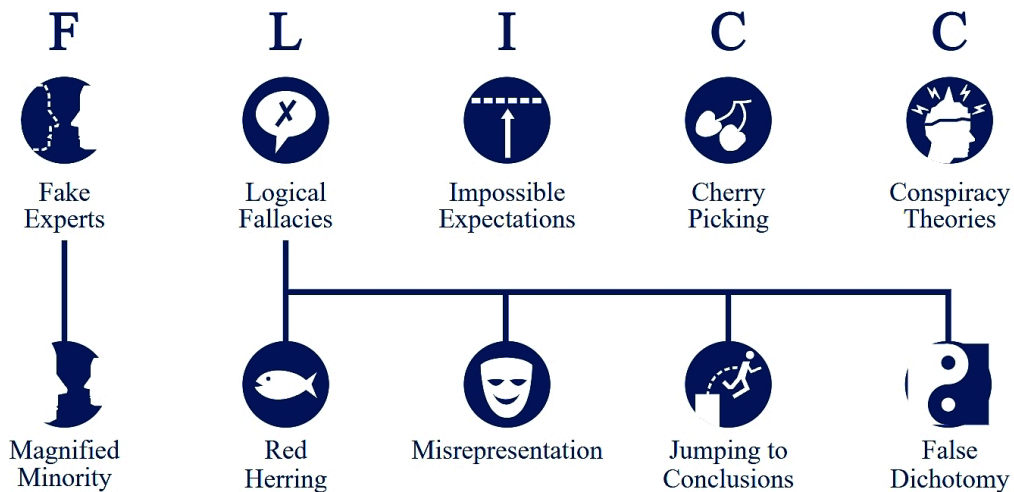 F L I C C
Fake Logical Impossible Cherry Conspiracy
Experts Fallacies Expectations Picking Theories
Magnified Red Misrepresentation Jumping to False
Minority Herring Conclusions Dichotomy